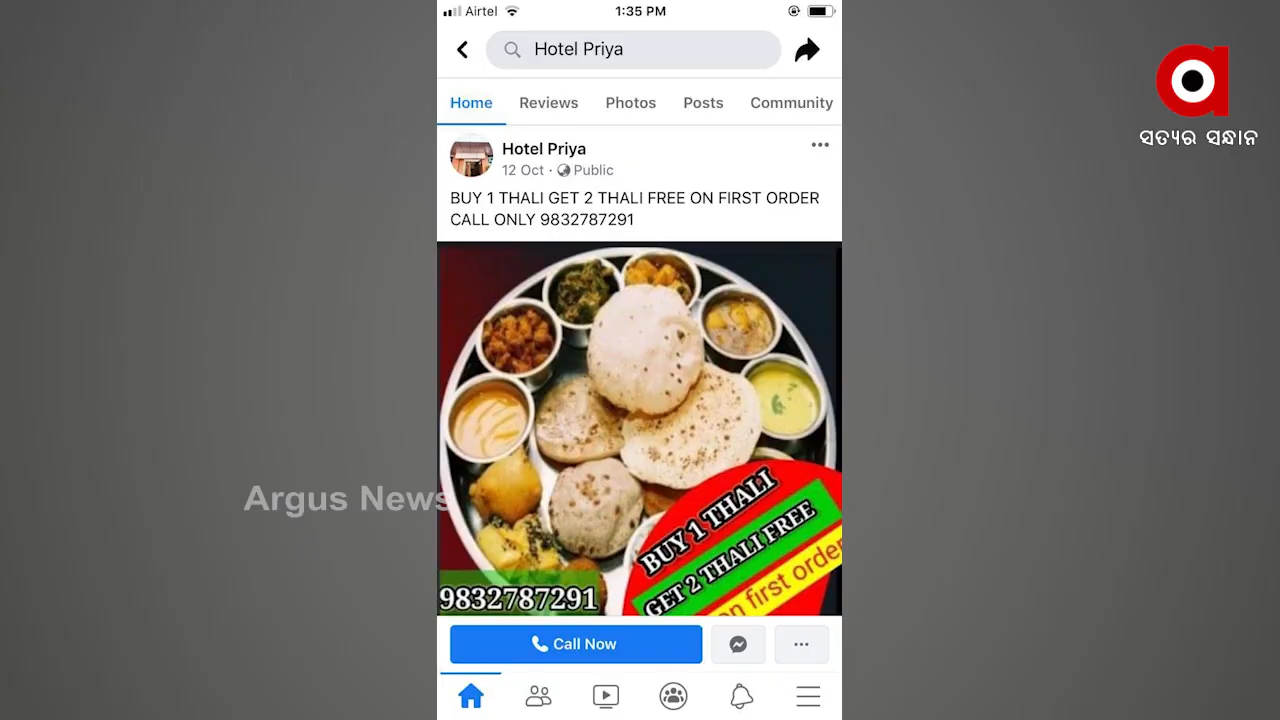 Airtel
1:35 PM
Hotel Priya
Home Reviews Photos Posts Community
Hotel Priya
12 Oct · Public
BUY 1 THALI GET 2 THALI FREE ON FIRST ORDER
CALL ONLY 9832787291
BUY 1 THALI
GET 2 THALI FREE
on first order
9832787291
Call Now
Argus News
ସତ୍ୟର ସନ୍ଧାନ